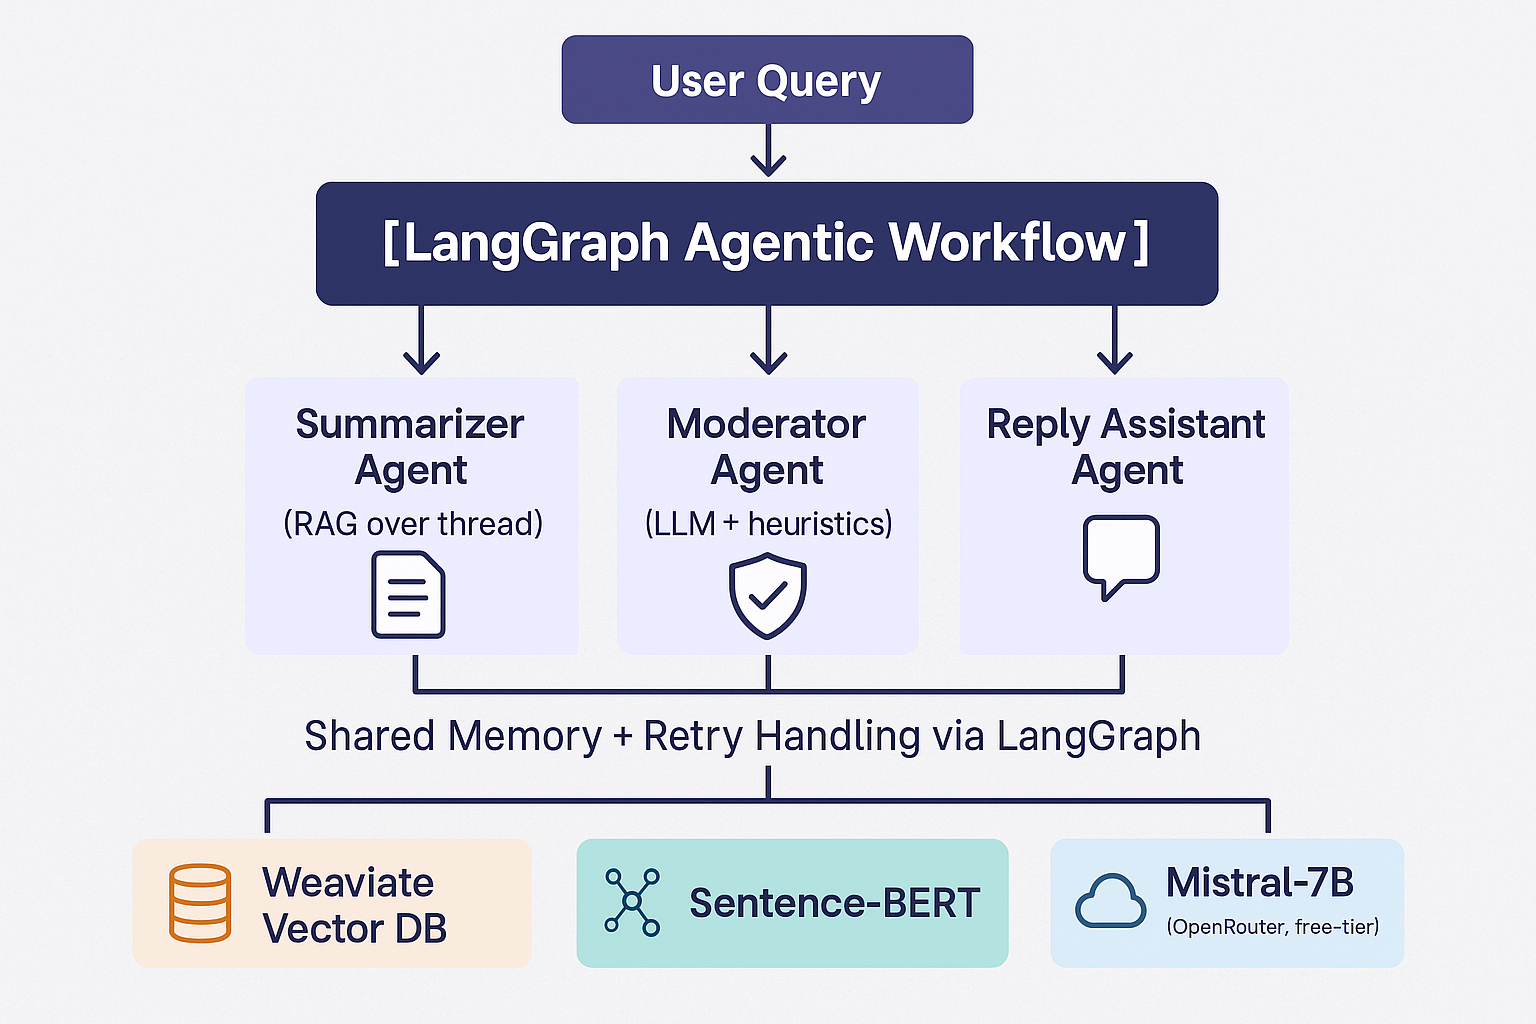 User Query
[LangGraph Agentic Workflow]
Summarizer
Agent
(RAG over thread)
Moderator
Agent
(LLM + heuristics)
Reply Assistant
Agent
Shared Memory + Retry Handling via LangGraph
Weaviate
Vector DB
Sentence-BERT
Mistral-7B
(OpenRouter, free-tier)